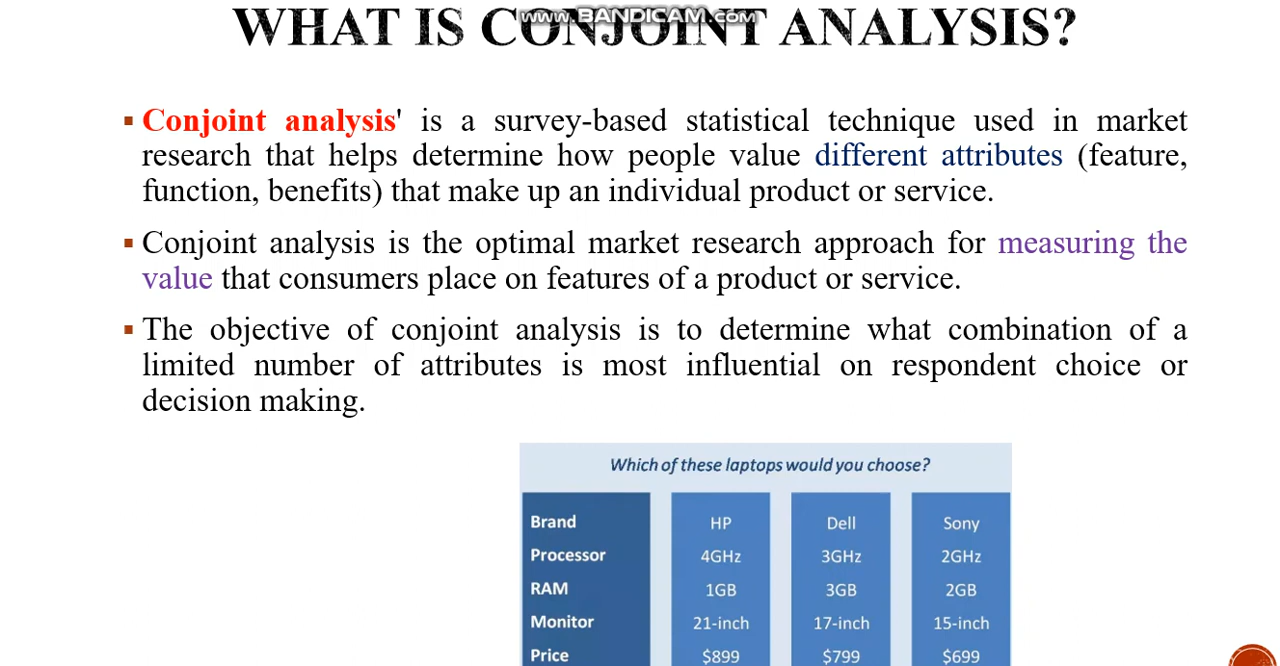 www.BANDICAM.com
WHAT IS CONJOINT ANALYSIS?
▪ Conjoint analysis' is a survey-based statistical technique used in market
research that helps determine how people value different attributes (feature,
function, benefits) that make up an individual product or service.
▪ Conjoint analysis is the optimal market research approach for measuring the
value that consumers place on features of a product or service.
▪ The objective of conjoint analysis is to determine what combination of a
limited number of attributes is most influential on respondent choice or
decision making.
Which of these laptops would you choose?
Brand HP Dell Sony
Processor 4GHz 3GHz 2GHz
RAM 1GB 3GB 2GB
Monitor 21-inch 17-inch 15-inch
Price $899 $799 $699